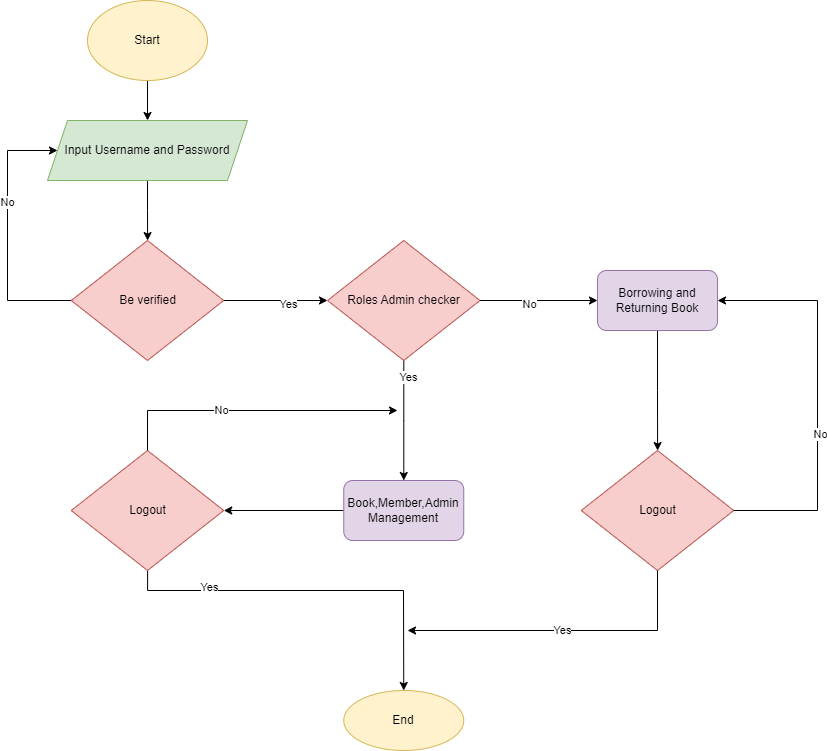 Start
Input Username and Password
No
Be verified
Yes
Roles Admin checker
No
Borrowing and
Returning Book
Yes
No
No
Logout
Book,Member,Admin
Management
Logout
Yes
Yes
End